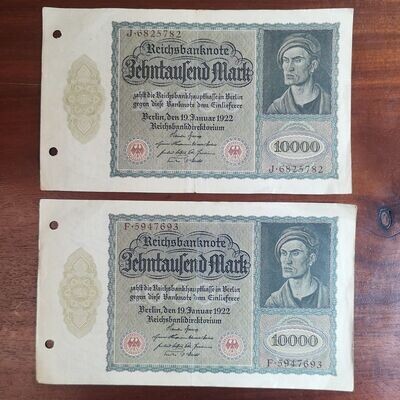 J·6825782
Reichsbanknote
Zehntausend Mark
zahlt die Reichsbankhauptkasse in Berlin
gegen diese Banknote dem Einlieferer
Berlin, den 19. Januar 1922
Reichsbankdirektorium
10000
J·6825782
F·5947693
Reichsbanknote
Zehntausend Mark
zahlt die Reichsbankhauptkasse in Berlin
gegen diese Banknote dem Einlieferer
Berlin, den 19. Januar 1922
Reichsbankdirektorium
10000
F·5947693